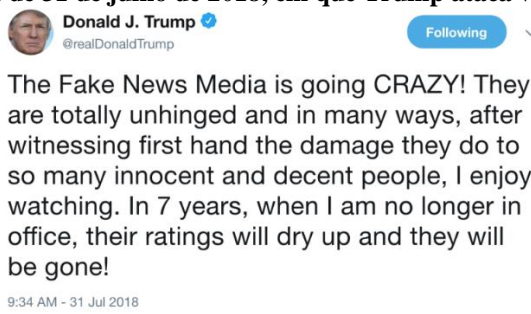 Donald J. Trump
@realDonaldTrump
Following
The Fake News Media is going CRAZY! They
are totally unhinged and in many ways, after
witnessing first hand the damage they do to
so many innocent and decent people, I enjoy
watching. In 7 years, when I am no longer in
office, their ratings will dry up and they will
be gone!
9:34 AM - 31 Jul 2018